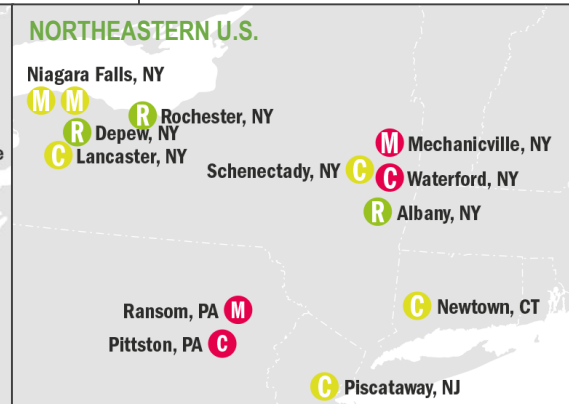 NORTHEASTERN U.S.
Niagara Falls, NY
M M
R Rochester, NY
R Depew, NY
C Lancaster, NY
M Mechanicville, NY
Schenectady, NY C
C Waterford, NY
R Albany, NY
Ransom, PA M
C Newtown, CT
Pittston, PA C
C Piscataway, NJ
e